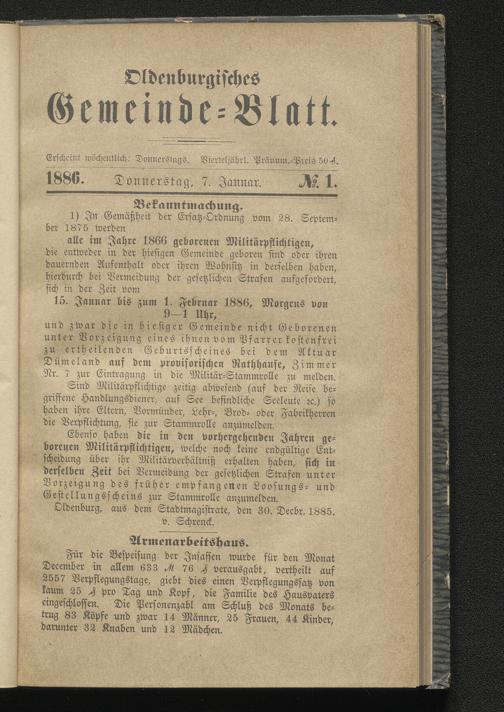 Oldenburgisches
Gemeinde=Blatt.
Erscheint wöchentlich: Donnerstags. Vierteljährl. Pränum.=Preis 50 ₰.
1886. Donnerstag, 7. Januar. №. 1.
Bekanntmachung.
1) In Gemäßheit der Ersatz=Ordnung vom 28. Septem=
ber 1875 werden
alle im Jahre 1866 geborenen Militärpflichtigen,
die entweder in der hiesigen Gemeinde geboren sind oder ihren
dauernden Aufenthalt oder ihren Wohnsitz in derselben haben,
hierdurch bei Vermeidung der gesetzlichen Strafen aufgefordert,
sich in der Zeit vom
15. Januar bis zum 1. Februar 1886, Morgens von
9—1 Uhr,
und zwar die in hiesiger Gemeinde nicht Geborenen
unter Vorzeigung eines ihnen vom Pfarrer kostenfrei
zu ertheilenden Geburtscheines bei dem Actuar
Dümeland auf dem provisorischen Rathhause, Zimmer
Nr. 7 zur Eintragung in die Militär=Stammrolle zu melden.
Sind Militärpflichtige zeitig abwesend (auf der Reise be=
griffene Handlungsdiener, auf See befindliche Seeleute ꝛc.) so
haben ihre Eltern, Vormünder, Lehr=, Brod= oder Fabrikherren
die Verpflichtung, sie zur Stammrolle anzumelden.
Ebenso haben die in den vorhergehenden Jahren ge=
borenen Militärpflichtigen, welche noch keine endgültige Ent=
scheidung über ihr Militärverhältniß erhalten haben, sich in
derselben Zeit bei Vermeidung der gesetzlichen Strafen unter
Vorzeigung des früher empfangenen Loosungs= und
Gestellungsscheins zur Stammrolle anzumelden.
Oldenburg, aus dem Stadtmagistrate, den 30. Decbr. 1885.
v. Schrenck.
Armenarbeitshaus.
Für die Bespeisung der Insassen wurde für den Monat
December in allem 633 ℳ 76 ₰ verausgabt, vertheilt auf
2557 Verpflegungstage, giebt dies einen Verpflegungssatz von
kaum 25 ₰ pro Tag und Kopf, die Familie des Hausvaters
eingeschlossen. Die Personenzahl am Schluß des Monats be=
trug 83 Köpfe und zwar 14 Männer, 25 Frauen, 44 Kinder,
darunter 32 Knaben und 12 Mädchen.